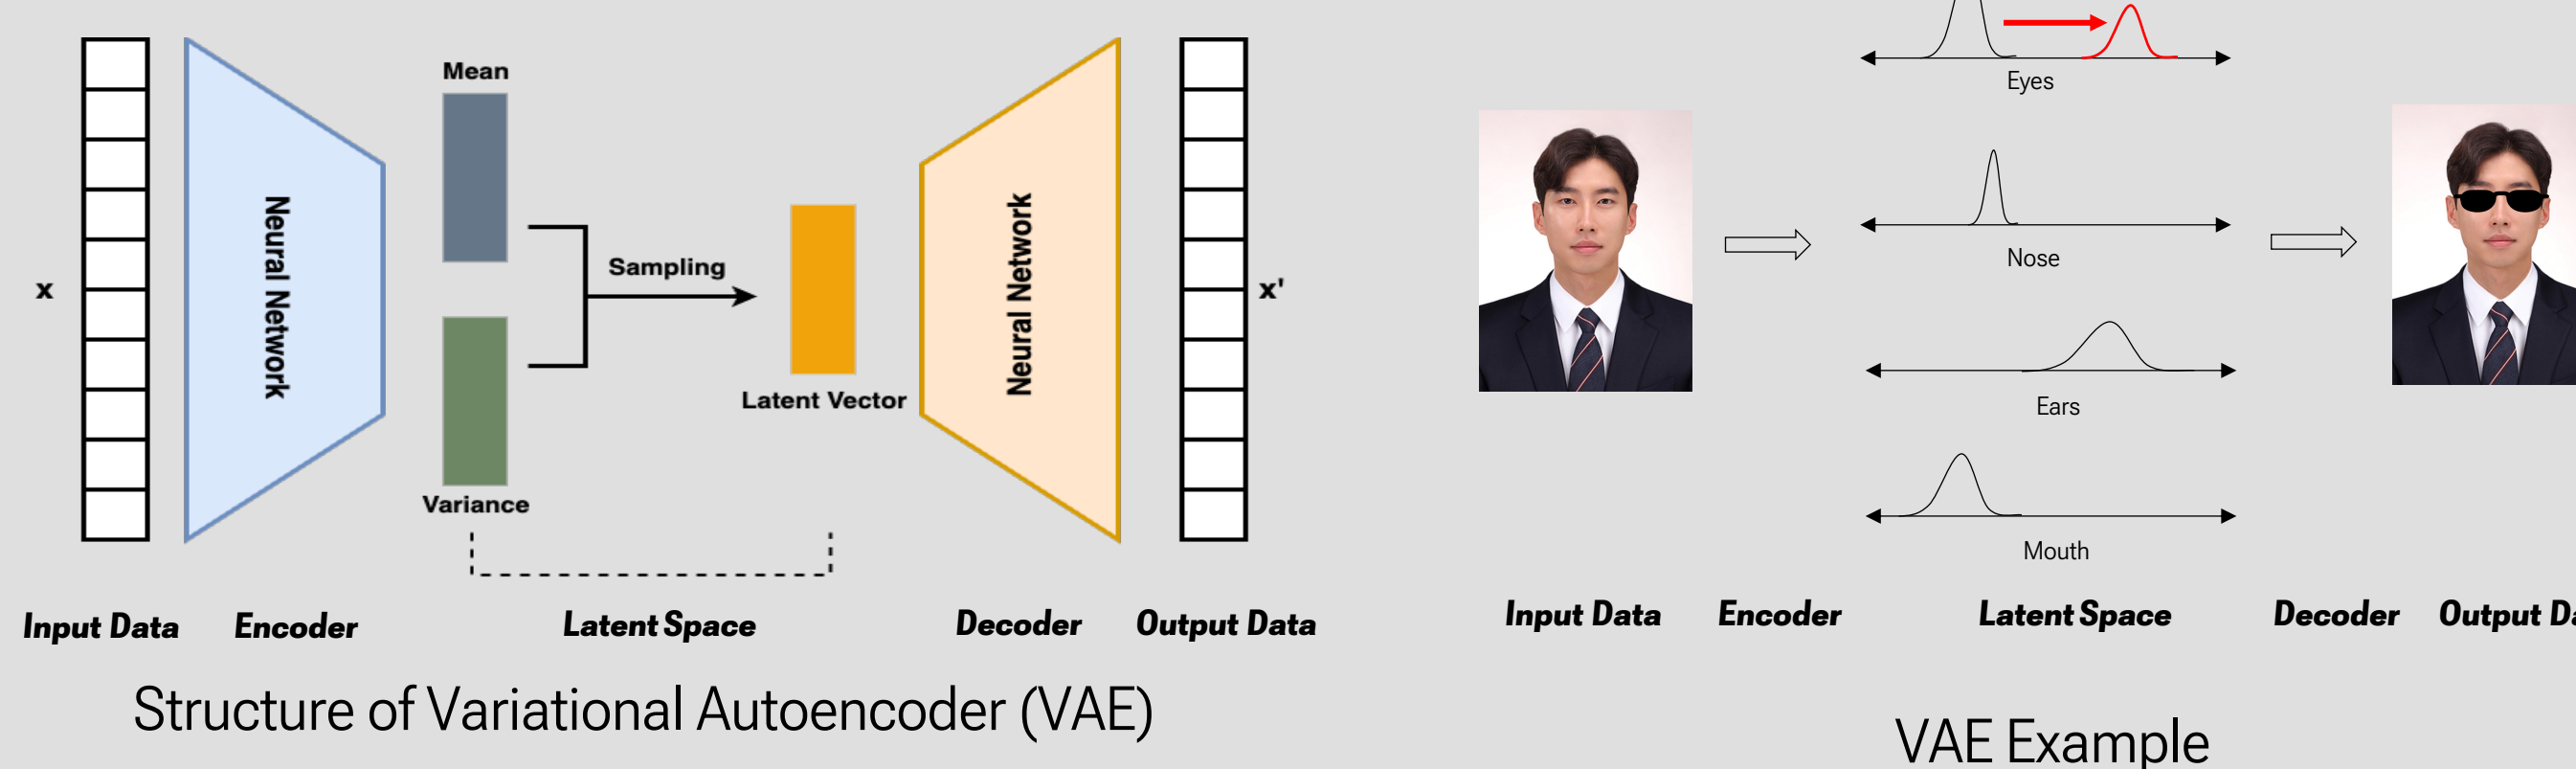 Mean
Neural Network
x
Sampling
Latent Vector
Variance
Neural Network
x'
Input Data
Encoder
Latent Space
Decoder
Output Data
Structure of Variational Autoencoder (VAE)
Eyes
Nose
Ears
Mouth
Input Data
Encoder
Latent Space
Decoder
Output
VAE Example